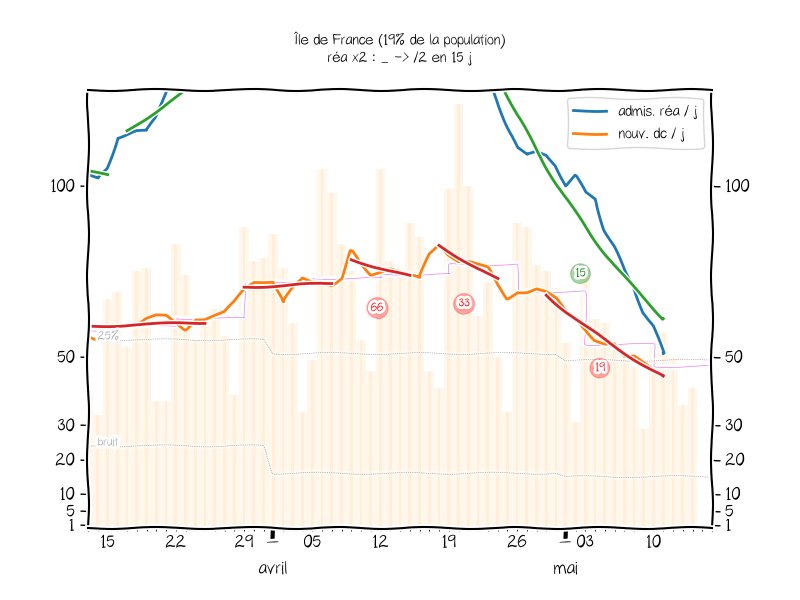 Île de France (19% de la population)
réa x2 : _ -> /2 en 15 j
admis. réa / j
nouv. dc / j
100
100
15
66
33
25%
50
50
19
30
30
bruit
20
20
10
10
5
5
1
1
15 22 29 05 12 19 26 03 10
avril mai